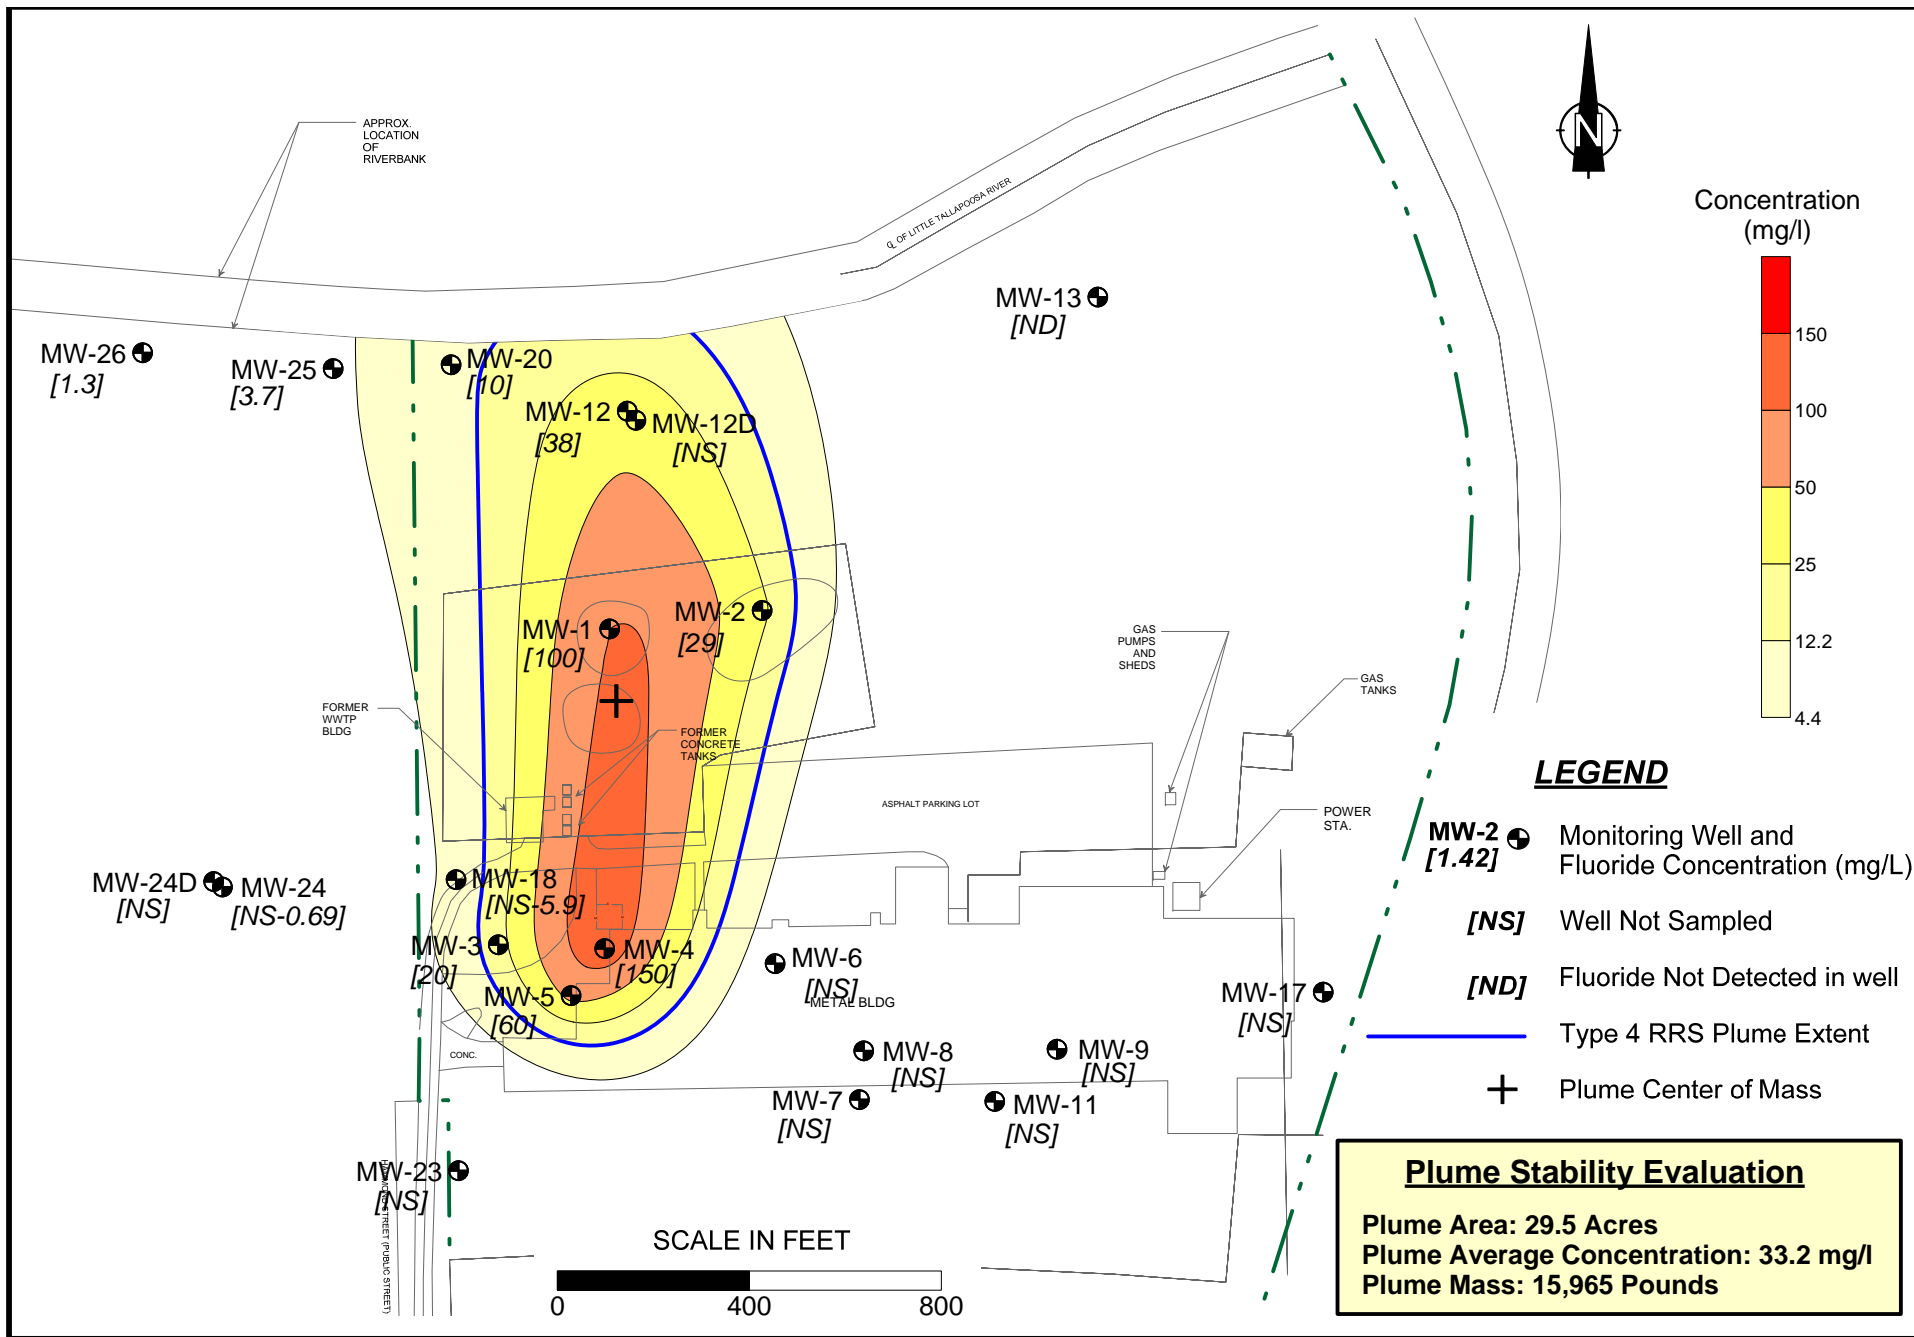 APPROX.
LOCATION
OF
RIVERBANK
℄ OF LITTLE TALLAPOOSA RIVER
N
Concentration
(mg/l)
150
100
50
25
12.2
4.4
MW-13
[ND]
MW-26
[1.3]
MW-25
[3.7]
MW-20
[10]
MW-12
[38]
MW-12D
[NS]
MW-2
[29]
MW-1
[100]
GAS
PUMPS
AND
SHEDS
GAS
TANKS
FORMER
WWTP
BLDG
FORMER
CONCRETE
TANKS
ASPHALT PARKING LOT
POWER
STA.
MW-24D
[NS]
MW-24
[NS-0.69]
MW-18
[NS-5.9]
MW-3
[20]
MW-4
[150]
MW-5
[60]
MW-6
[NS]
METAL BLDG
MW-17
[NS]
CONC.
MW-8
[NS]
MW-9
[NS]
MW-7
[NS]
MW-11
[NS]
MW-23
[NS]
HAMMOND STREET (PUBLIC STREET)
SCALE IN FEET
0
400
800
LEGEND
MW-2
[1.42]
Monitoring Well and
Fluoride Concentration (mg/L)
[NS] Well Not Sampled
[ND] Fluoride Not Detected in well
Type 4 RRS Plume Extent
Plume Center of Mass
Plume Stability Evaluation
Plume Area: 29.5 Acres
Plume Average Concentration: 33.2 mg/l
Plume Mass: 15,965 Pounds